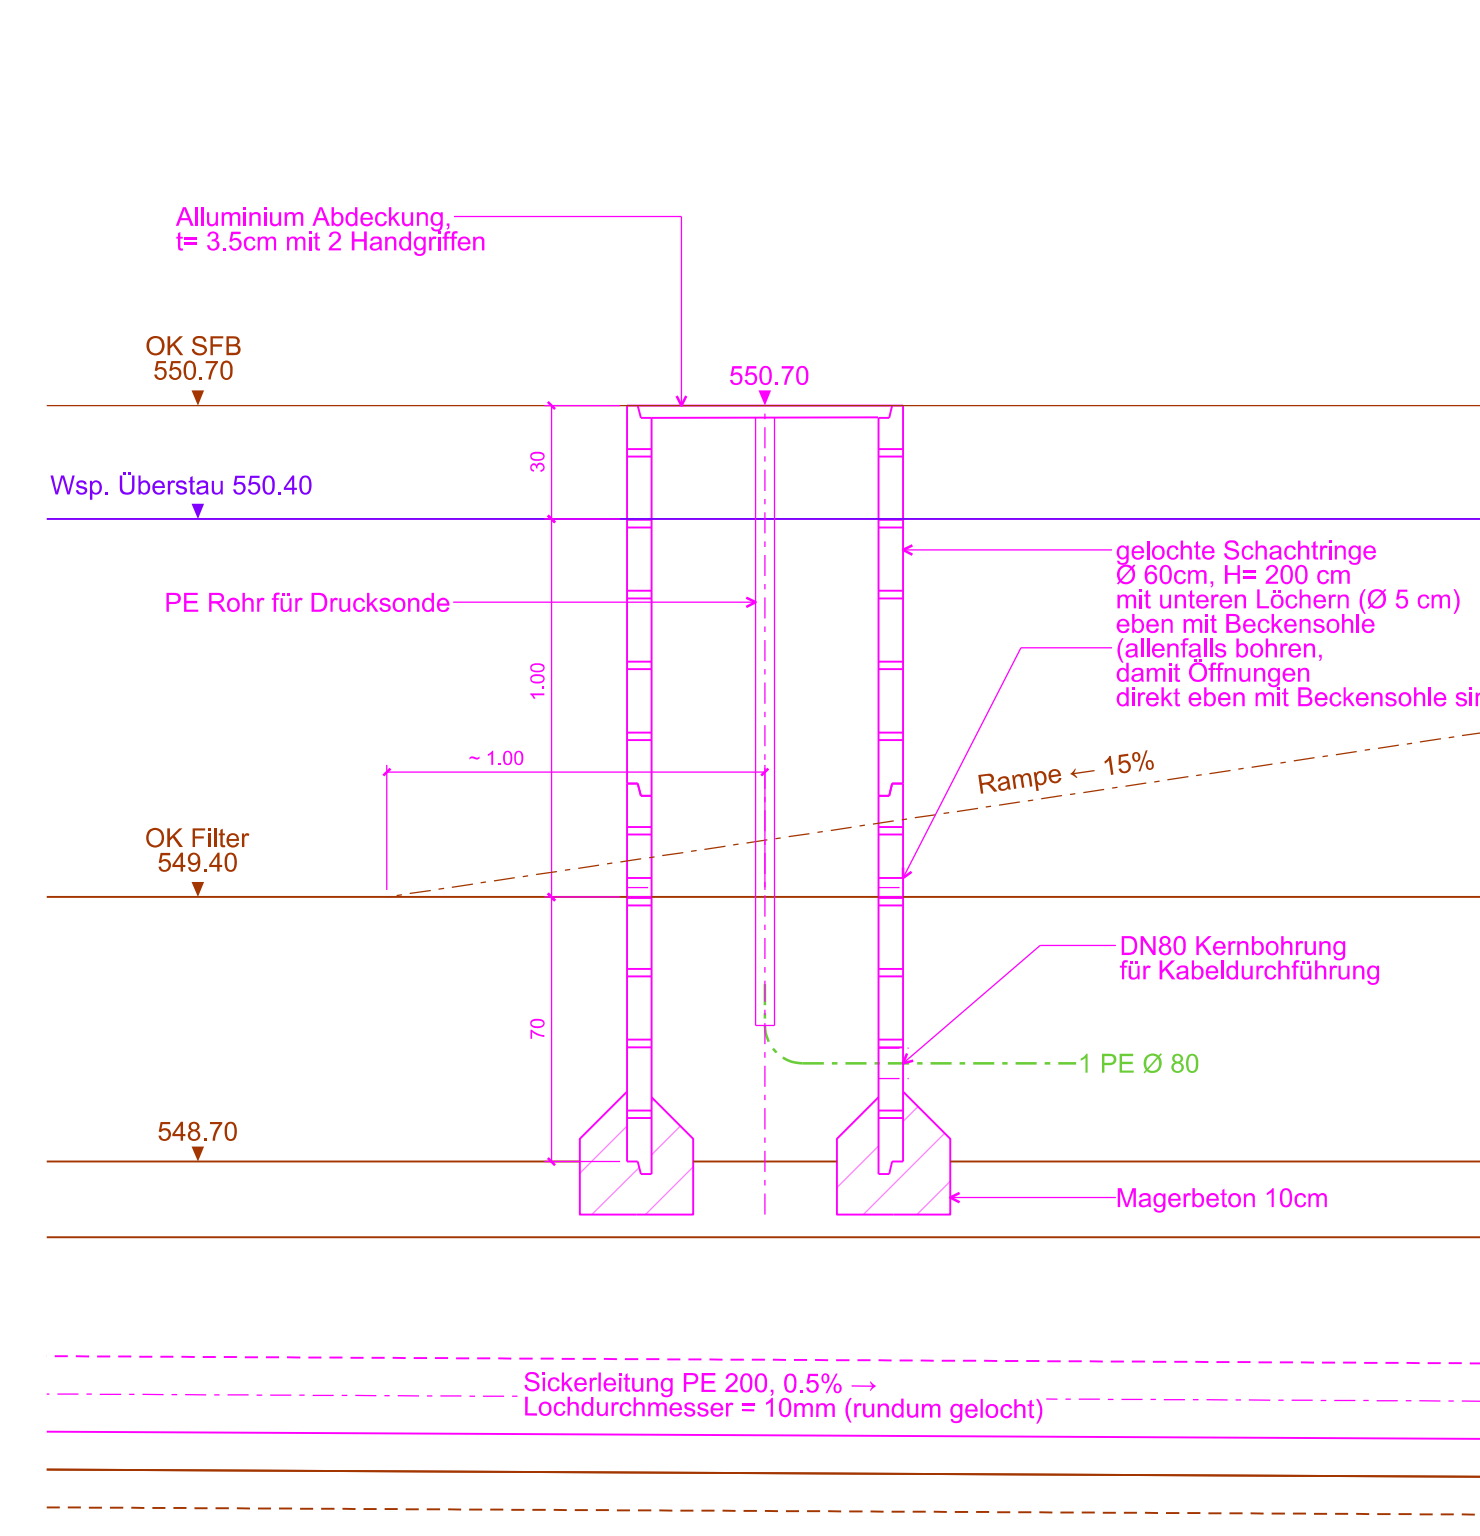 Alluminium Abdeckung,
t= 3.5cm mit 2 Handgriffen
OK SFB
550.70
550.70
30
Wsp. Überstau 550.40
gelochte Schachtringe
Ø 60cm, H= 200 cm
mit unteren Löchern (Ø 5 cm)
eben mit Beckensohle
(allenfalls bohren,
damit Öffnungen
direkt eben mit Beckensohle
PE Rohr für Drucksonde
1.00
~ 1.00
Rampe ← 15%
OK Filter
549.40
DN80 Kernbohrung
für Kabeldurchführung
70
1 PE Ø 80
548.70
Magerbeton 10cm
Sickerleitung PE 200, 0.5% →
Lochdurchmesser = 10mm (rundum gelocht)